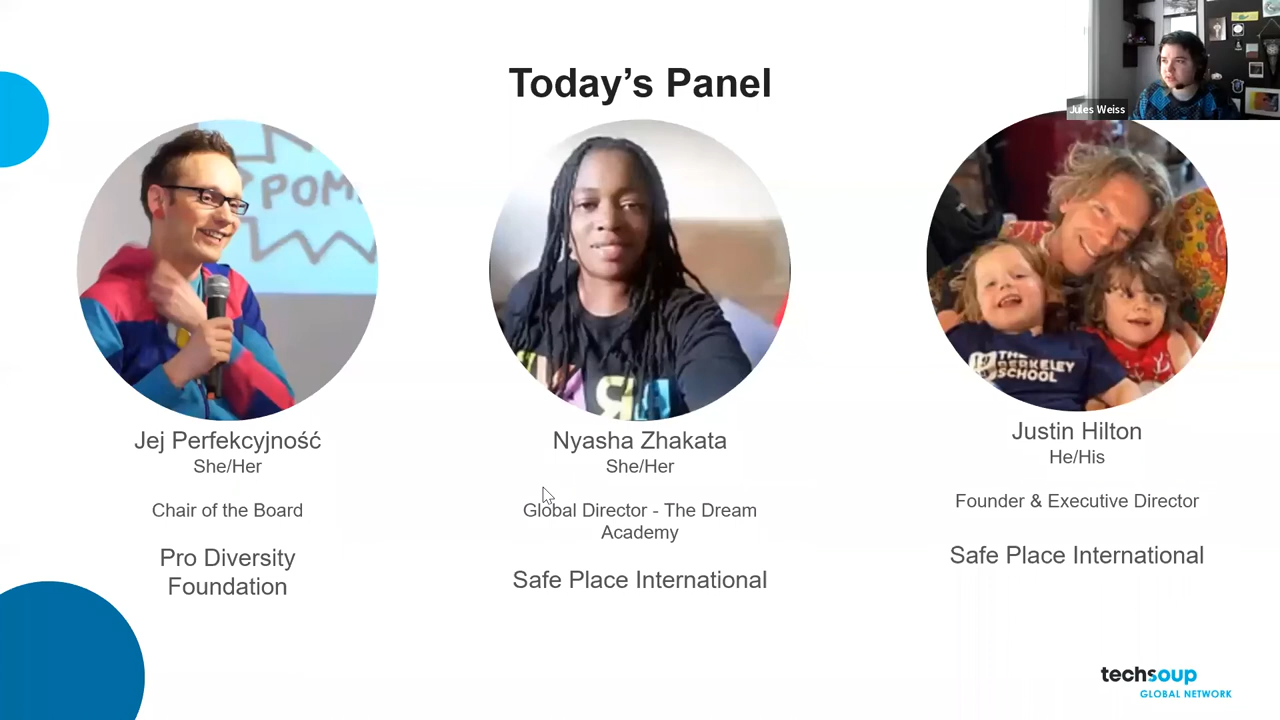 Today's Panel
Jules Weiss
POM
THE
BERKELEY
SCHOOL
Jej Perfekcyjność
She/Her
Chair of the Board
Pro Diversity
Foundation
Nyasha Zhakata
She/Her
Global Director - The Dream
Academy
Safe Place International
Justin Hilton
He/His
Founder & Executive Director
Safe Place International
techsoup
GLOBAL NETWORK